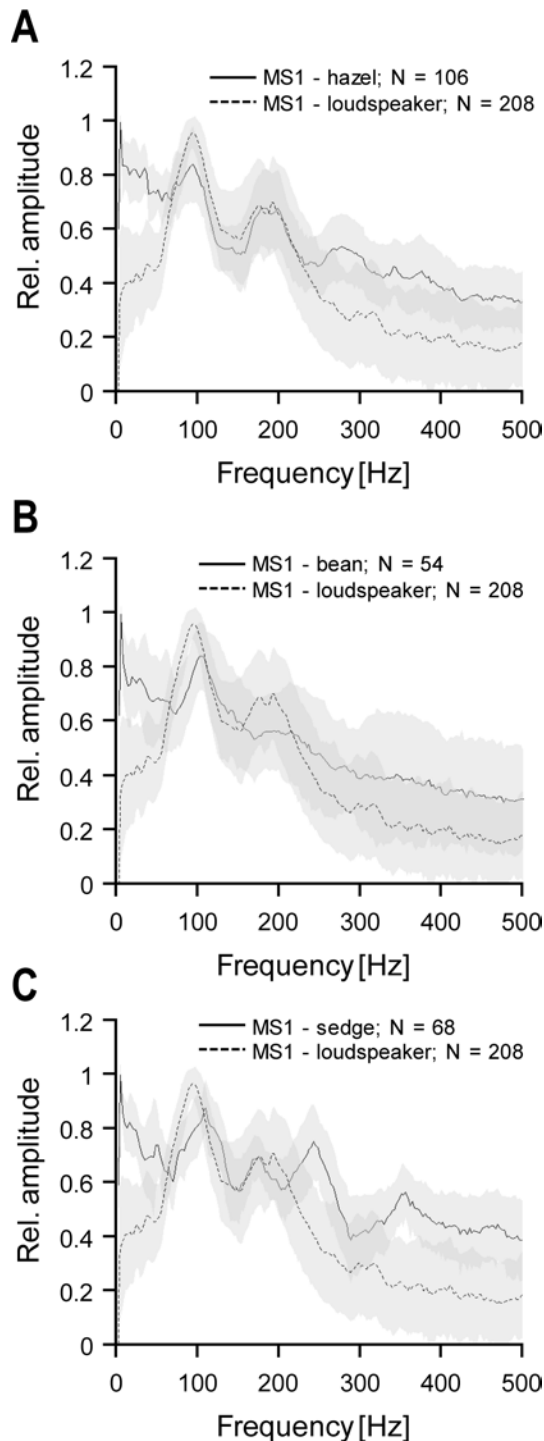 A
MS1 - hazel; N = 106
MS1 - loudspeaker; N = 208
Rel. amplitude
1.2
1
0.8
0.6
0.4
0.2
0
0 100 200 300 400 500
Frequency [Hz]
B
MS1 - bean; N = 54
MS1 - loudspeaker; N = 208
Rel. amplitude
1.2
1
0.8
0.6
0.4
0.2
0
0 100 200 300 400 500
Frequency [Hz]
C
MS1 - sedge; N = 68
MS1 - loudspeaker; N = 208
Rel. amplitude
1.2
1
0.8
0.6
0.4
0.2
0
0 100 200 300 400 500
Frequency [Hz]